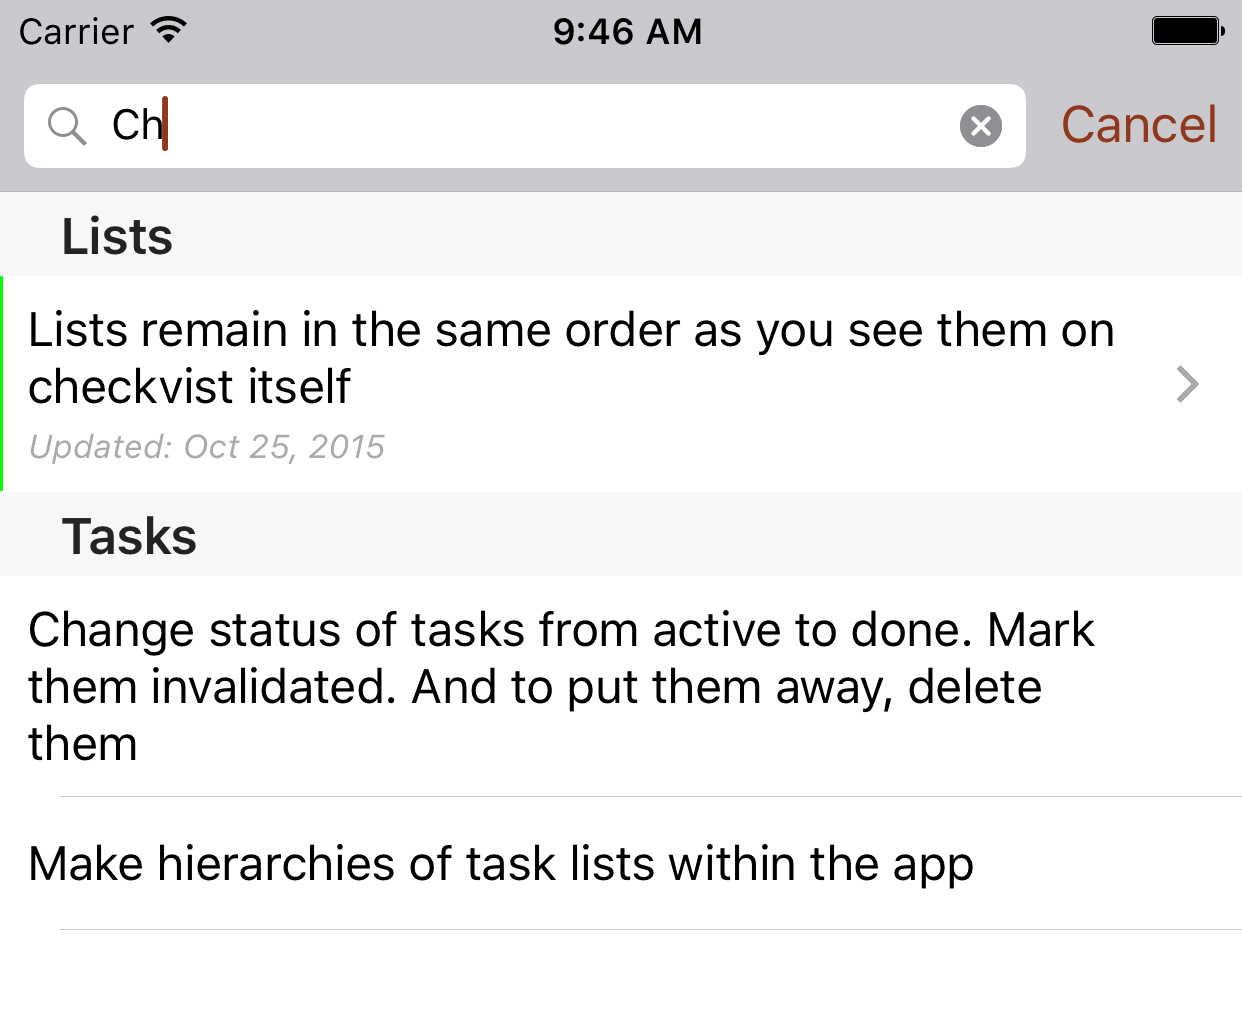 Carrier 9:46 AM
Ch
Cancel
Lists
Lists remain in the same order as you see them on
checkvist itself
Updated: Oct 25, 2015
Tasks
Change status of tasks from active to done. Mark
them invalidated. And to put them away, delete
them
Make hierarchies of task lists within the app